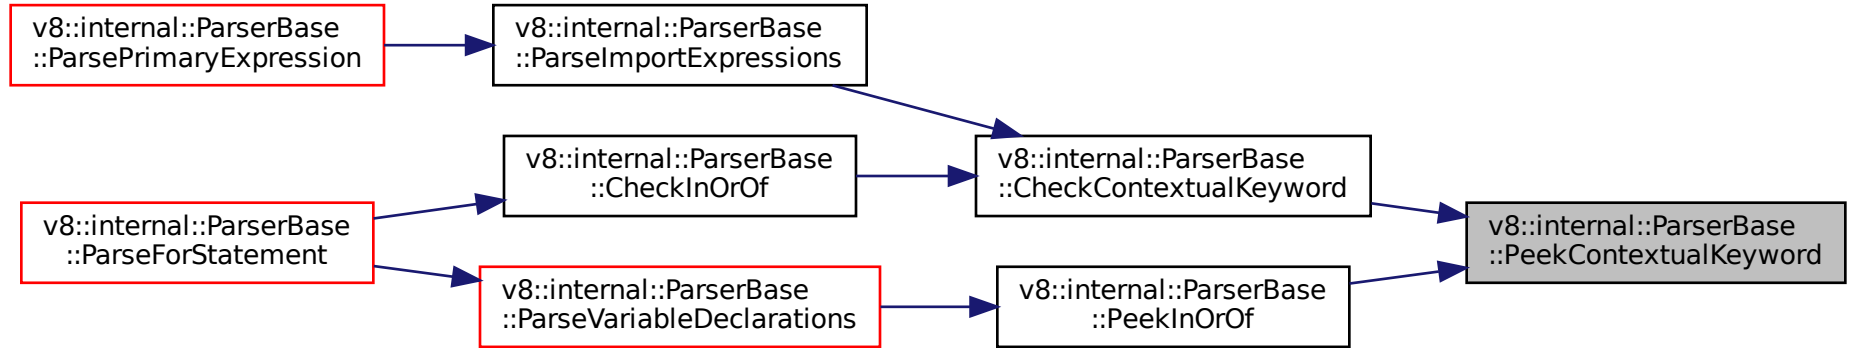 v8::internal::ParserBase
::ParsePrimaryExpression
v8::internal::ParserBase
::ParseImportExpressions
v8::internal::ParserBase
::CheckInOrOf
v8::internal::ParserBase
::CheckContextualKeyword
v8::internal::ParserBase
::ParseForStatement
v8::internal::ParserBase
::PeekContextualKeyword
v8::internal::ParserBase
::ParseVariableDeclarations
v8::internal::ParserBase
::PeekInOrOf